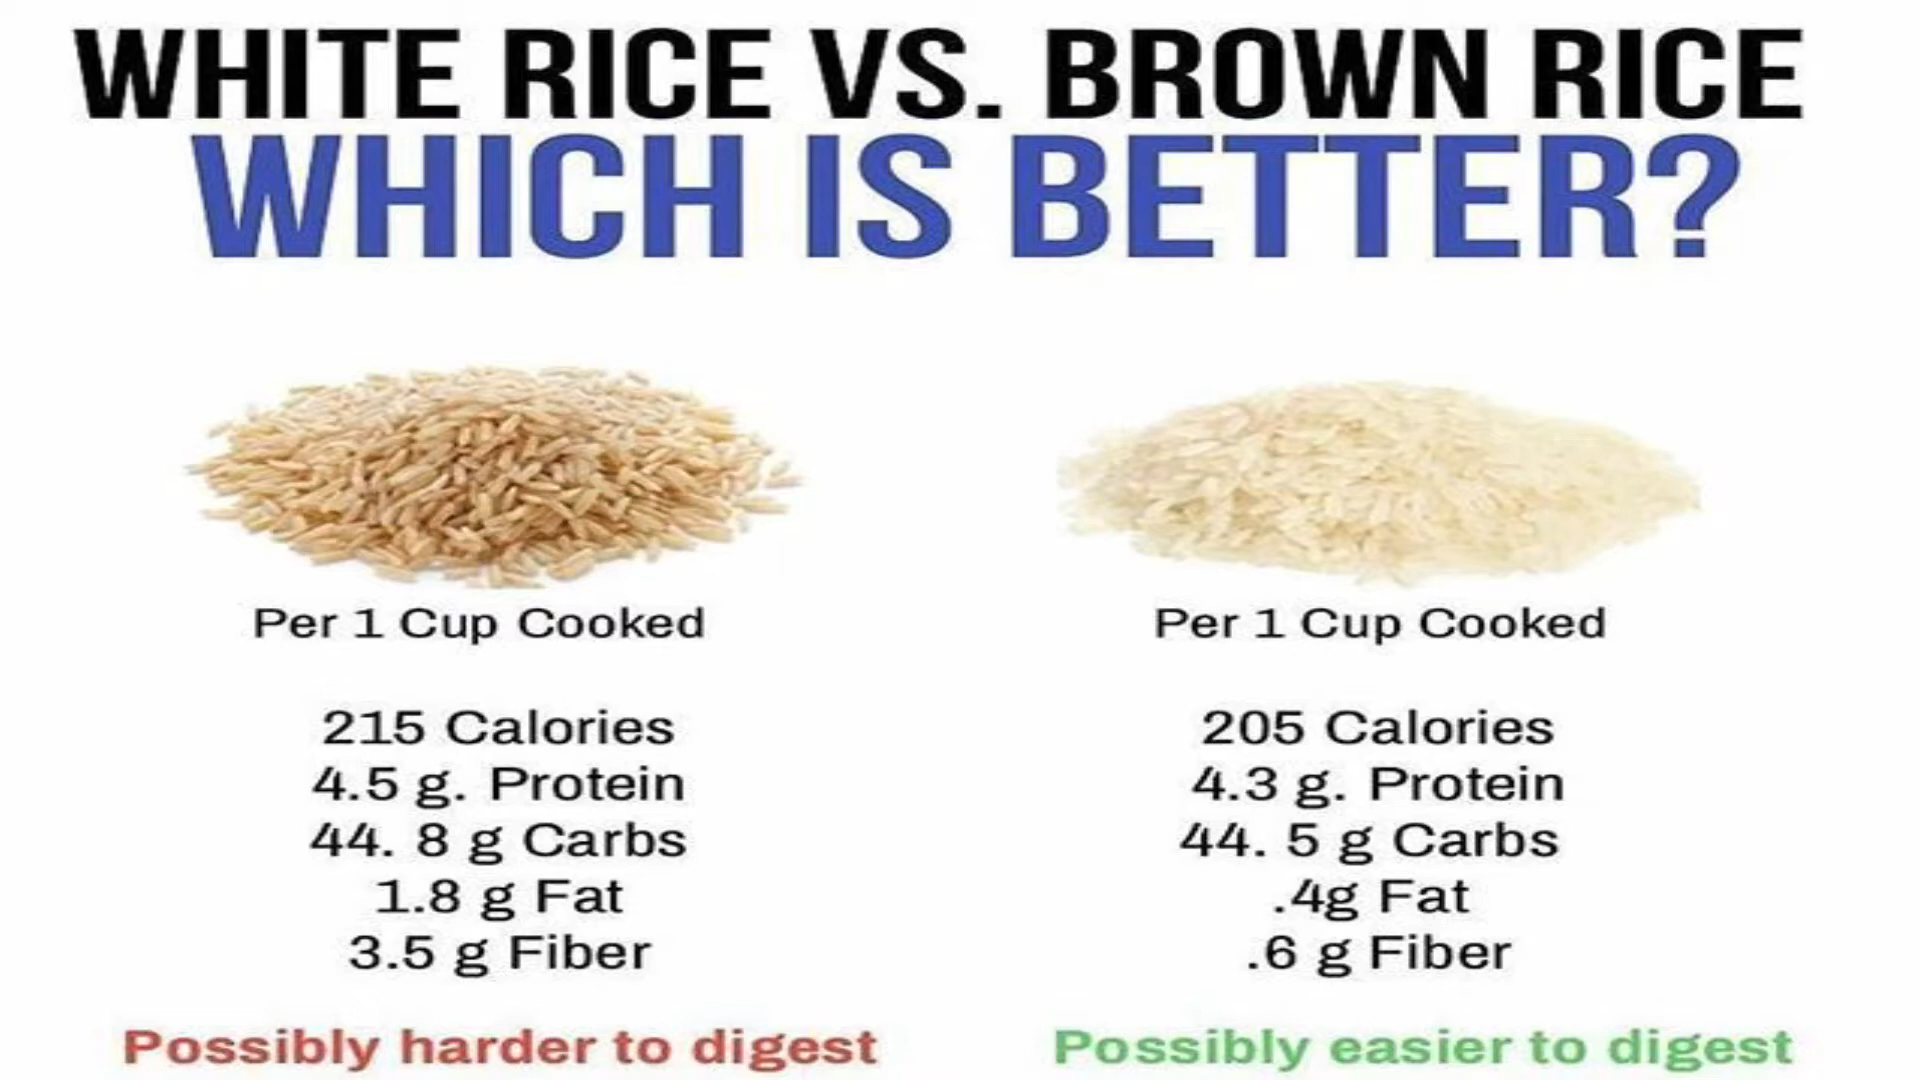 WHITE RICE VS. BROWN RICE
WHICH IS BETTER?
Per 1 Cup Cooked
215 Calories
4.5 g. Protein
44. 8 g Carbs
1.8 g Fat
3.5 g Fiber
Possibly harder to digest
Per 1 Cup Cooked
205 Calories
4.3 g. Protein
44. 5 g Carbs
.4g Fat
.6 g Fiber
Possibly easier to digest